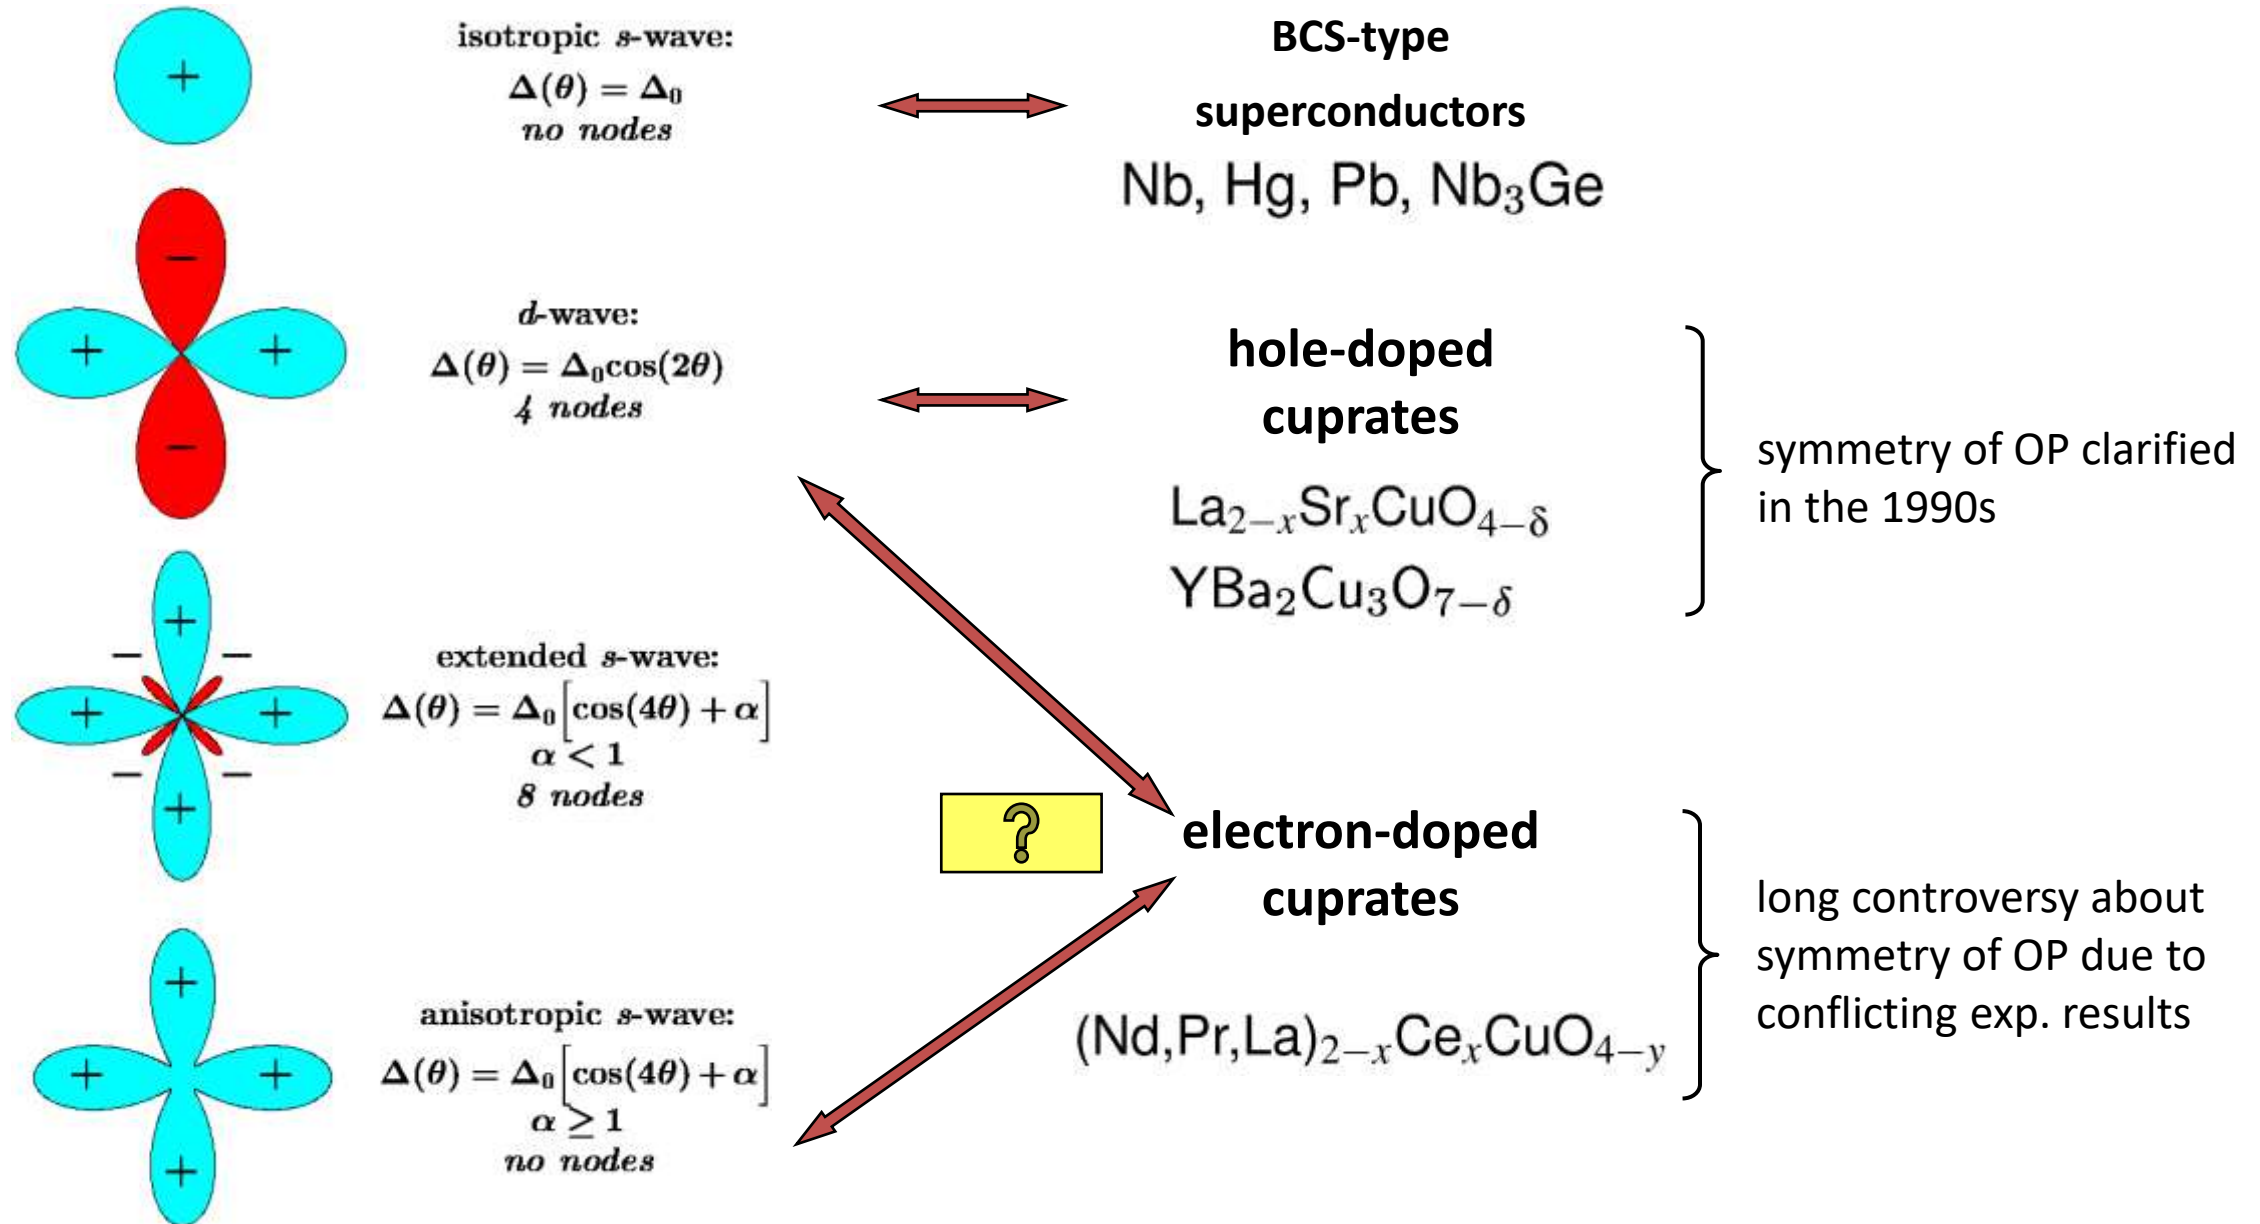 +
isotropic s-wave:
Δ(θ) = Δ₀
no nodes
BCS-type
superconductors
Nb, Hg, Pb, Nb₃Ge
−
+ +
−
d-wave:
Δ(θ) = Δ₀cos(2θ)
4 nodes
hole-doped
cuprates
La₂₋ₓSrₓCuO₄₋δ
YBa₂Cu₃O₇₋δ
symmetry of OP clarified
in the 1990s
+
− −
+ +
− −
+
extended s-wave:
Δ(θ) = Δ₀[cos(4θ) + α]
α < 1
8 nodes
?
electron-doped
cuprates
(Nd,Pr,La)₂₋ₓCeₓCuO₄₋y
long controversy about
symmetry of OP due to
conflicting exp. results
+
+ +
+
anisotropic s-wave:
Δ(θ) = Δ₀[cos(4θ) + α]
α ≥ 1
no nodes